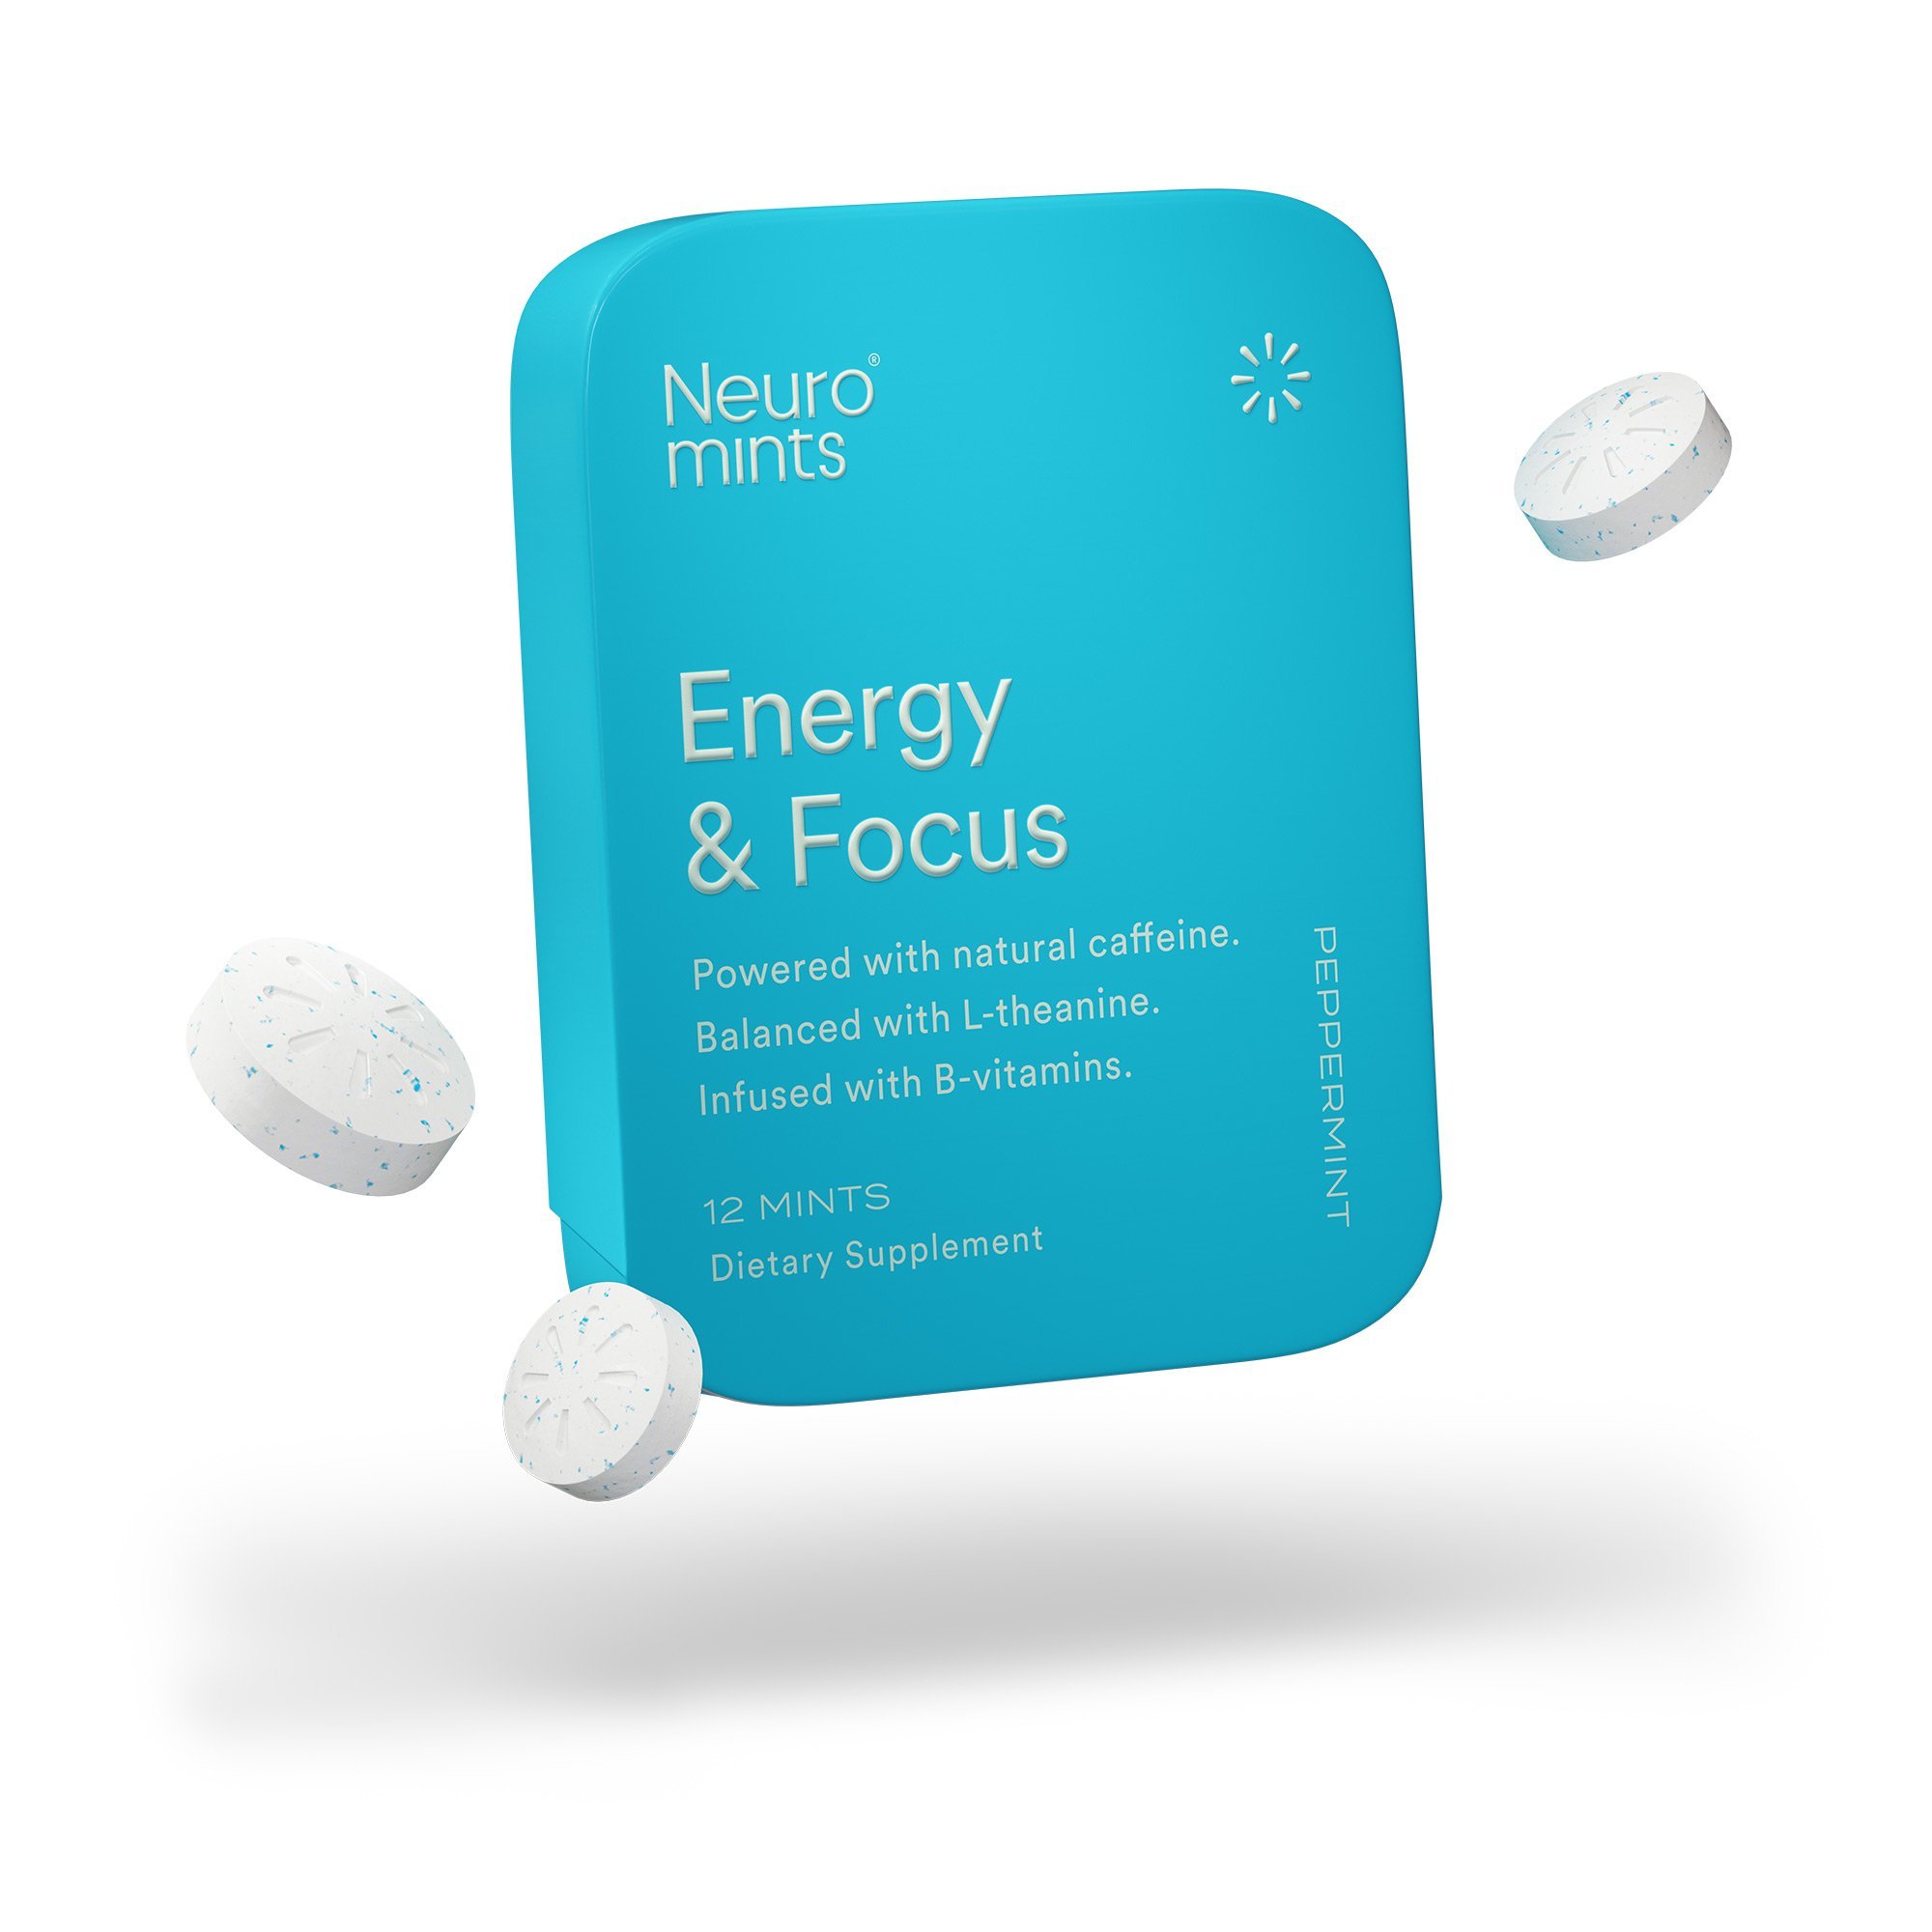 Neuro®
mints
Energy
& Focus
Powered with natural caffeine.
Balanced with L-theanine.
Infused with B-vitamins.
12 MINTS
Dietary Supplement
PEPPERMINT